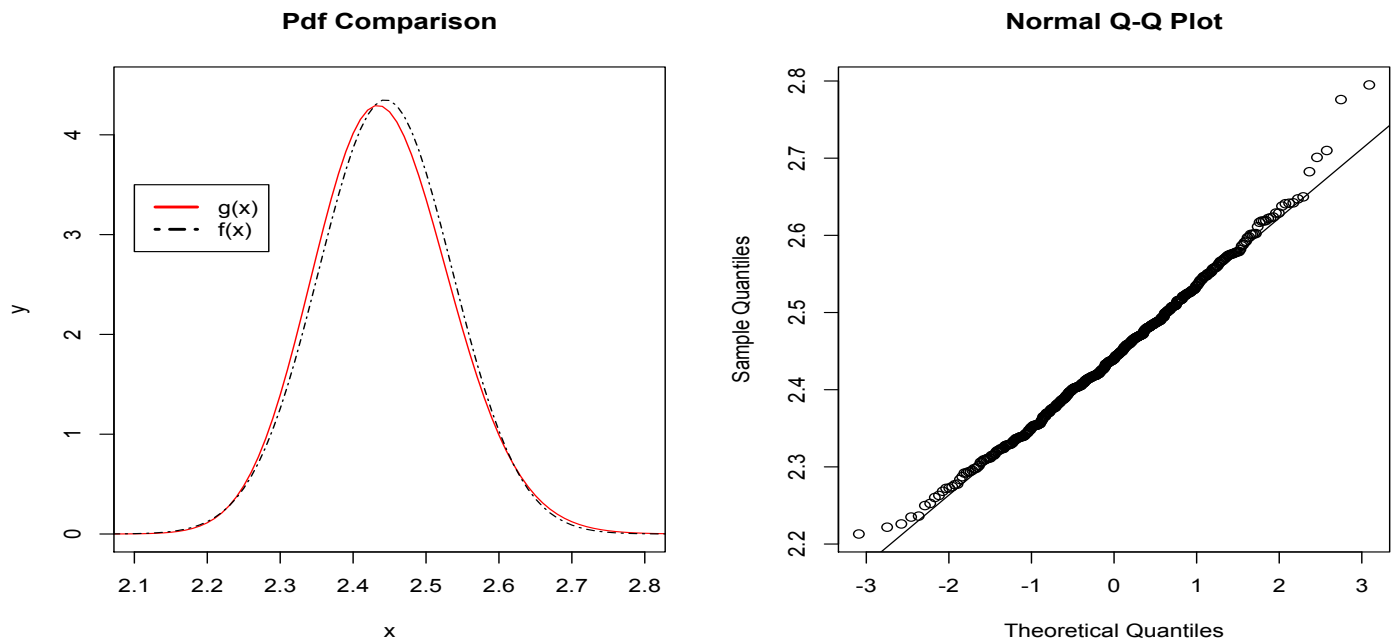 Pdf Comparison
y
4
3
2
1
0
g(x)
f(x)
2.1 2.2 2.3 2.4 2.5 2.6 2.7 2.8
x
Normal Q-Q Plot
Sample Quantiles
2.8
2.7
2.6
2.5
2.4
2.3
2.2
-3 -2 -1 0 1 2 3
Theoretical Quantiles